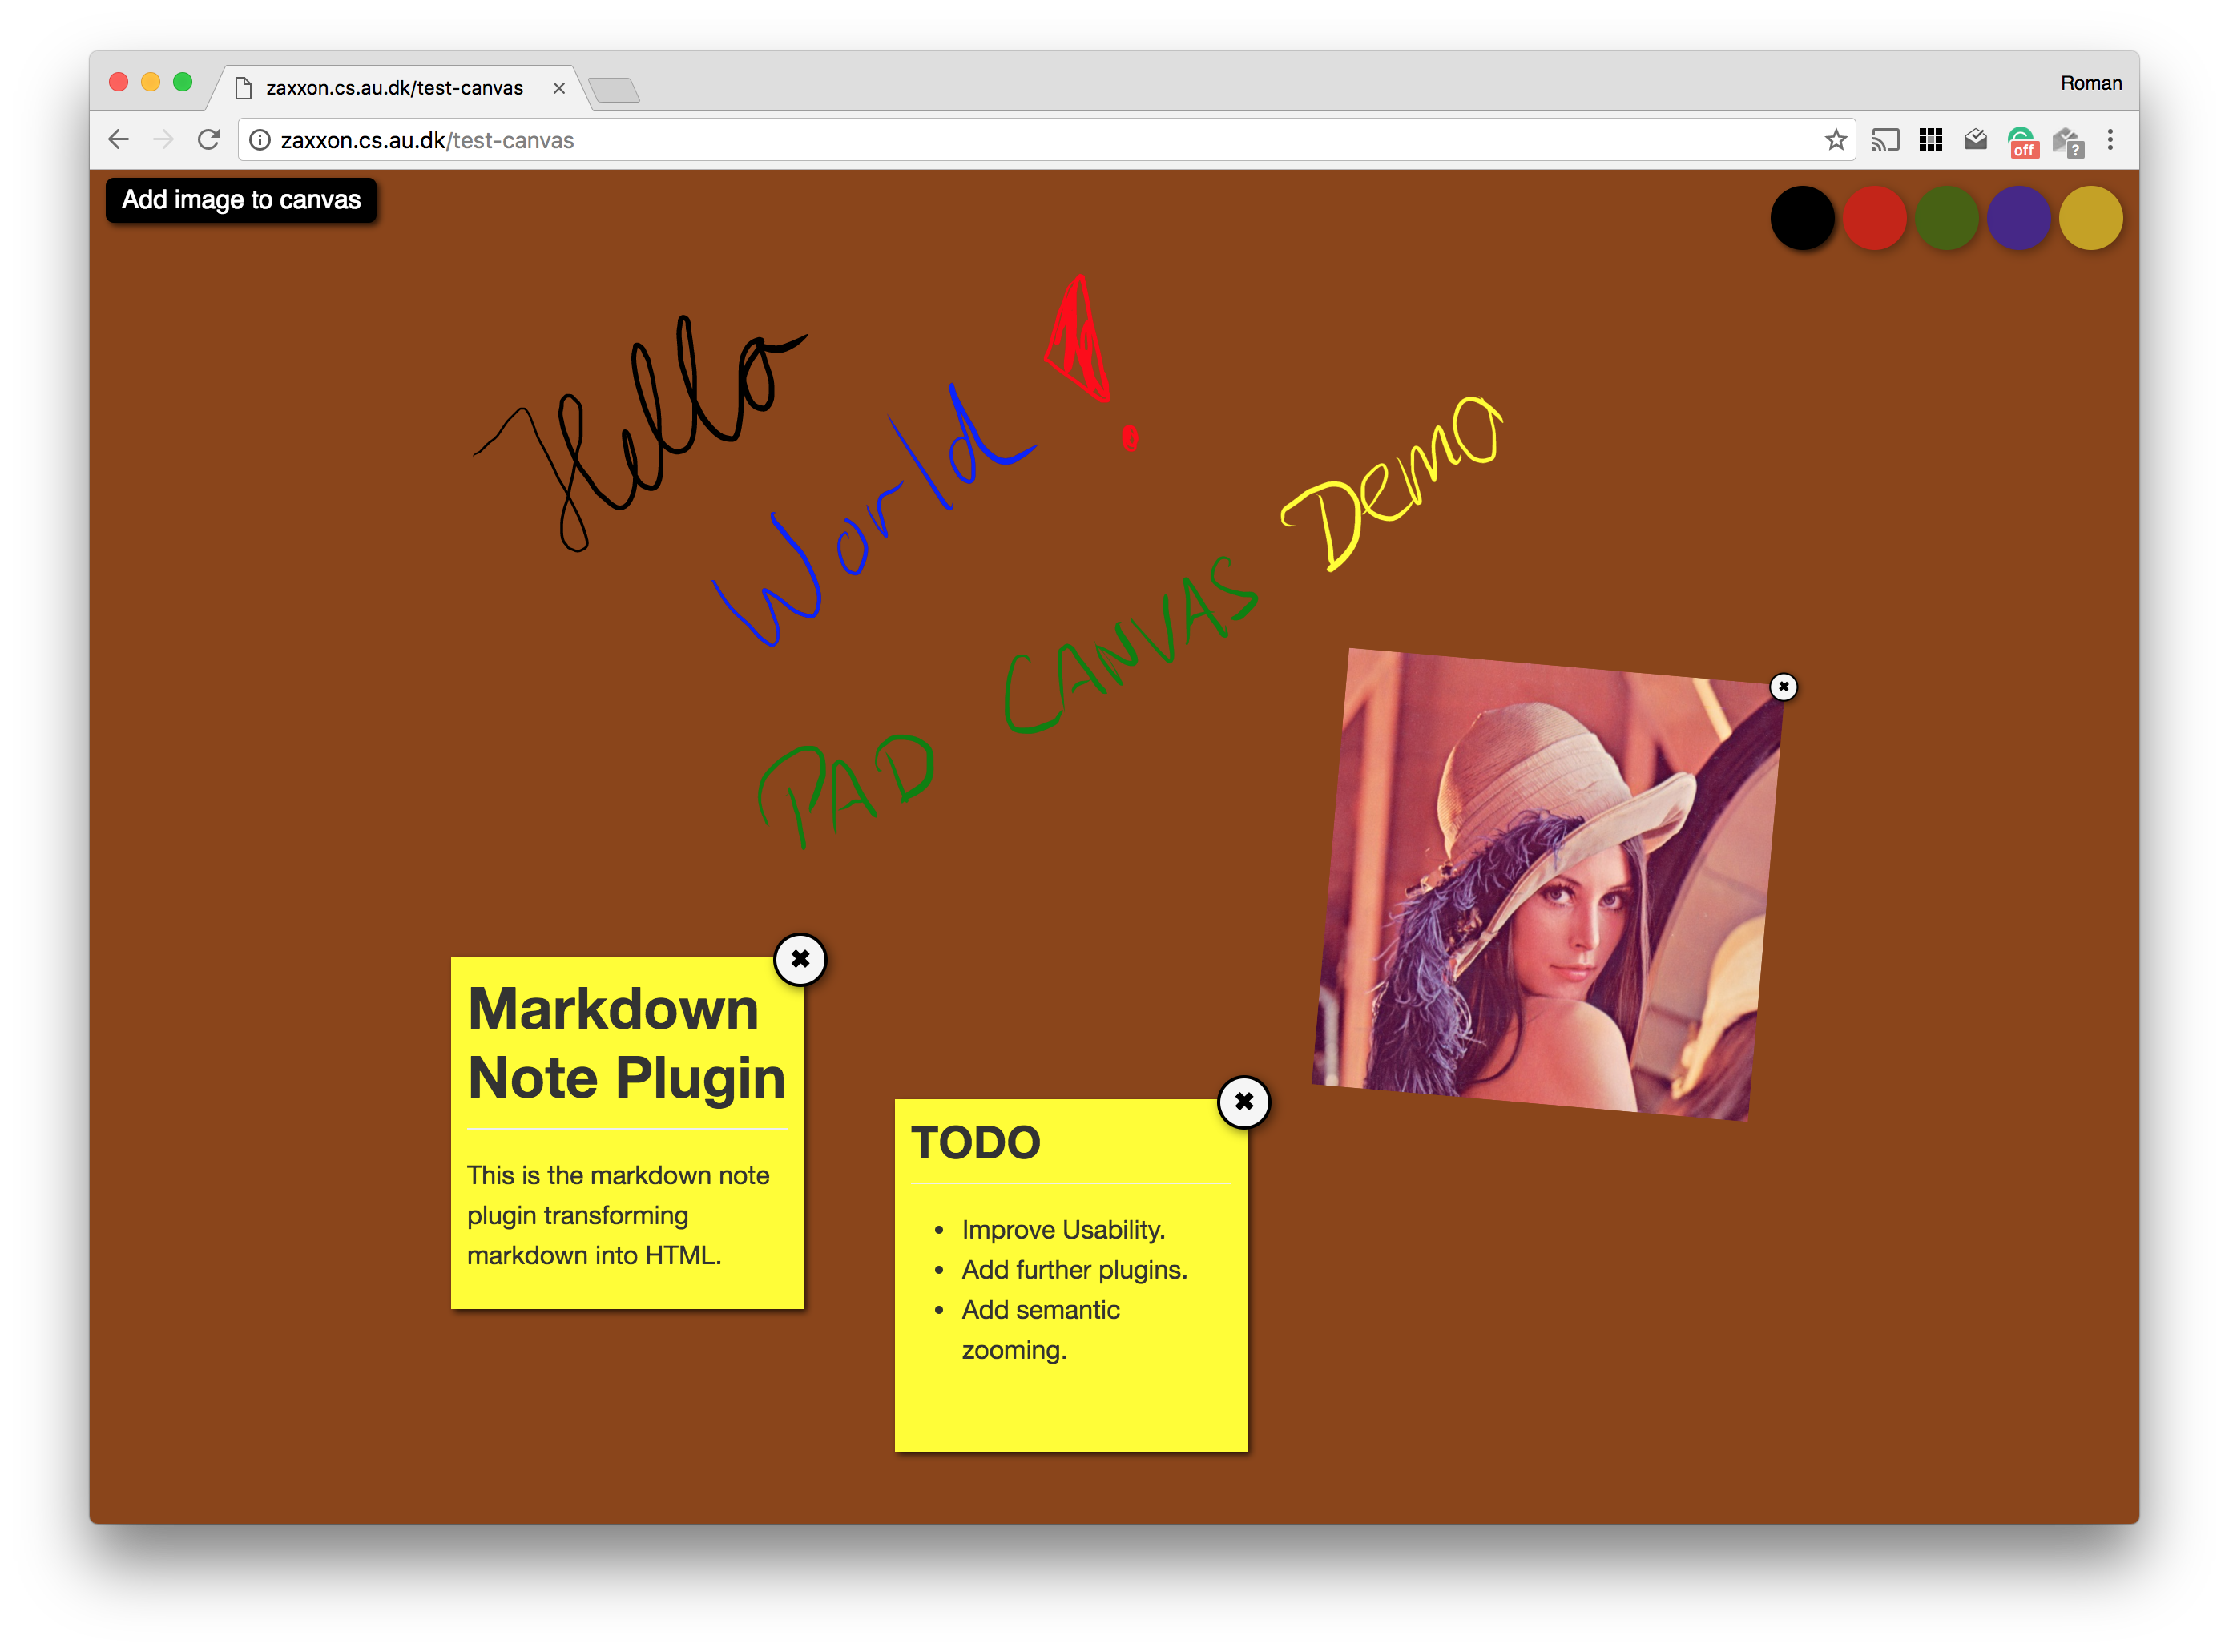 zaxxon.cs.au.dk/test-canvas
Roman
zaxxon.cs.au.dk/test-canvas
off
?
Add image to canvas
Hello
World !
PAD CANVAS Demo
Markdown
Note Plugin
This is the markdown note
plugin transforming
markdown into HTML.
TODO
• Improve Usability.
• Add further plugins.
• Add semantic
zooming.